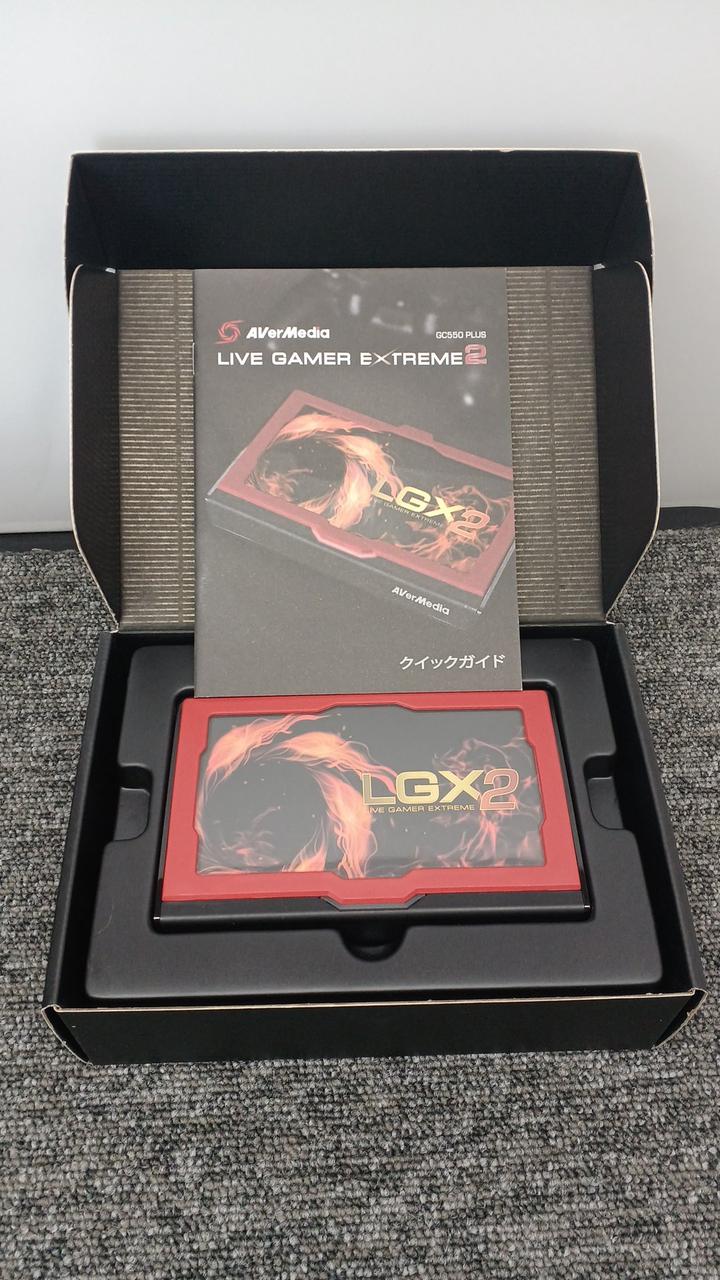 AVerMedia
GC550 PLUS
LIVE GAMER EXTREME2
LGX2
LIVE GAMER EXTREME
AVerMedia
クイックガイド
LGX2
LIVE GAMER EXTREME